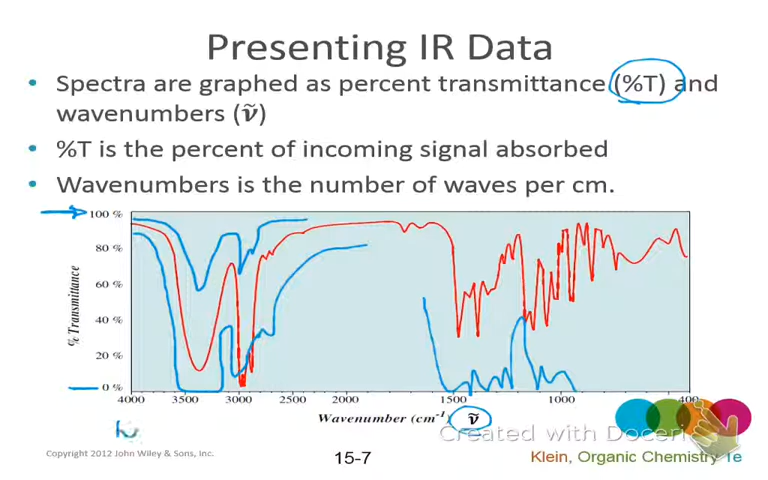 Presenting IR Data
• Spectra are graphed as percent transmittance (%T) and
wavenumbers (ṽ)
• %T is the percent of incoming signal absorbed
• Wavenumbers is the number of waves per cm.
100 %
80 %
60 %
40 %
20 %
0 %
% Transmittance
4000 3500 3000 2500 2000 1500 1000 400
Wavenumber (cm⁻¹) ṽ
Created with Doceri
Copyright 2012 John Wiley & Sons, Inc.
15-7
Klein, Organic Chemistry 1e